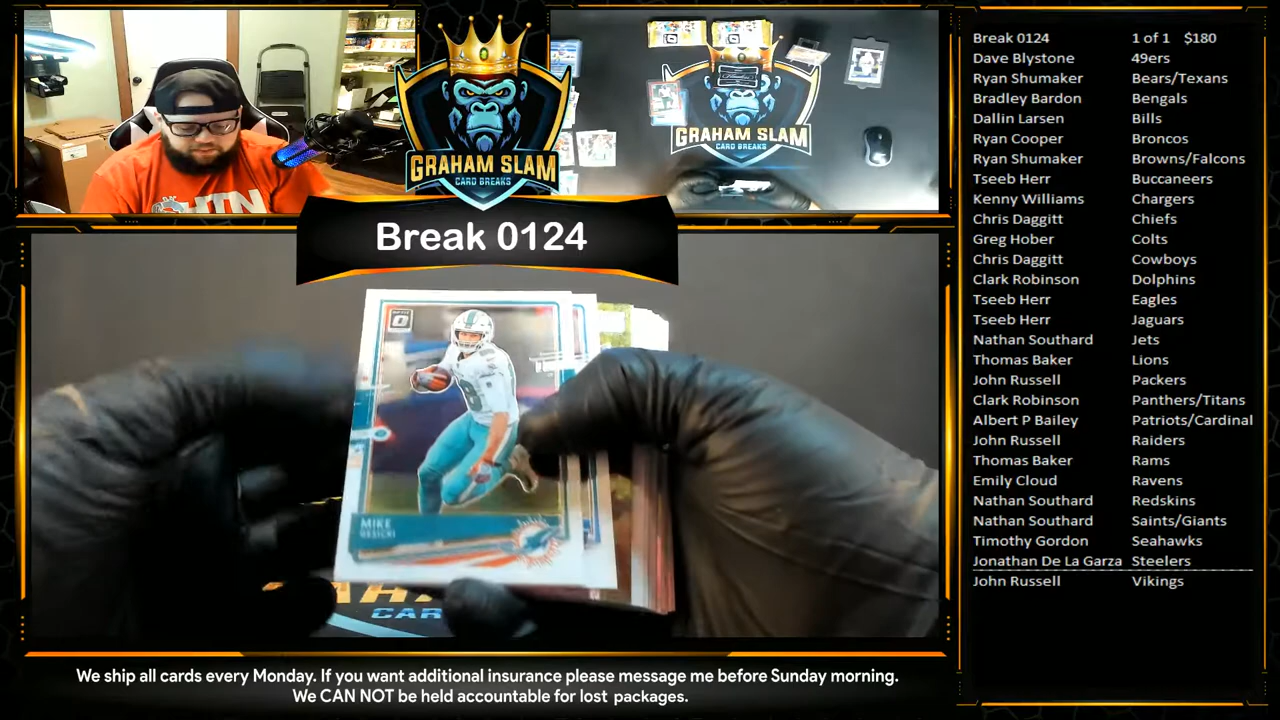 GRAHAM SLAM
CARD BREAKS
GRAHAM SLAM
CARD BREAKS
Break 0124
MIKE
GESICKI
CAR
We ship all cards every Monday. If you want additional insurance please message me before Sunday morning.
We CAN NOT be held accountable for lost packages.
Break 0124 1 of 1 $180
Dave Blystone 49ers
Ryan Shumaker Bears/Texans
Bradley Bardon Bengals
Dallin Larsen Bills
Ryan Cooper Broncos
Ryan Shumaker Browns/Falcons
Tseeb Herr Buccaneers
Kenny Williams Chargers
Chris Daggitt Chiefs
Greg Hober Colts
Chris Daggitt Cowboys
Clark Robinson Dolphins
Tseeb Herr Eagles
Tseeb Herr Jaguars
Nathan Southard Jets
Thomas Baker Lions
John Russell Packers
Clark Robinson Panthers/Titans
Albert P Bailey Patriots/Cardinal
John Russell Raiders
Thomas Baker Rams
Emily Cloud Ravens
Nathan Southard Redskins
Nathan Southard Saints/Giants
Timothy Gordon Seahawks
Jonathan De La Garza Steelers
John Russell Vikings